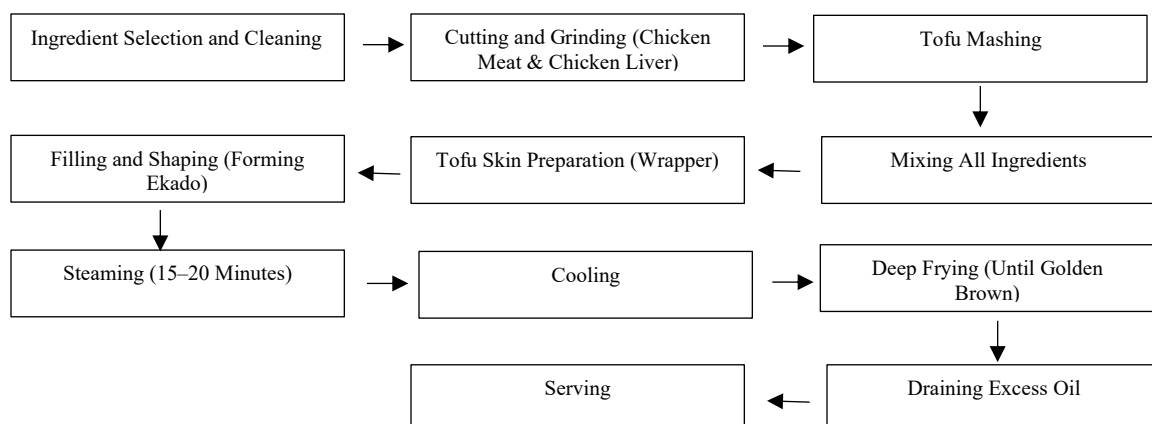 Ingredient Selection and Cleaning
Cutting and Grinding (Chicken
Meat & Chicken Liver)
Tofu Mashing
Mixing All Ingredients
Tofu Skin Preparation (Wrapper)
Filling and Shaping (Forming
Ekado)
Steaming (15–20 Minutes)
Cooling
Deep Frying (Until Golden
Brown)
Draining Excess Oil
Serving